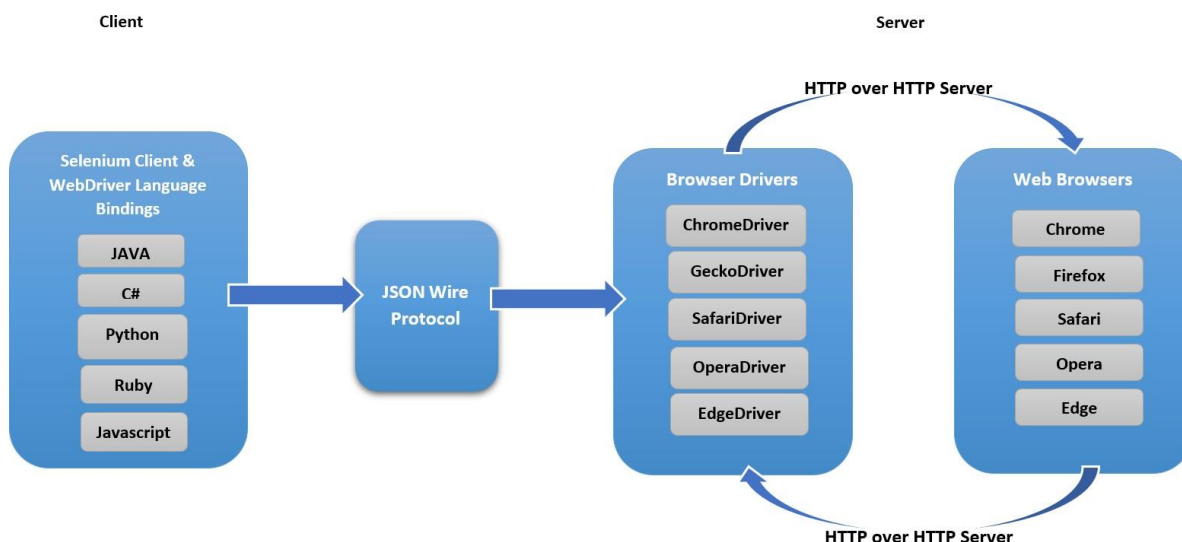 Client
Server
HTTP over HTTP Server
Selenium Client &
WebDriver Language
Bindings
JAVA
C#
Python
Ruby
Javascript
JSON Wire
Protocol
Browser Drivers
ChromeDriver
GeckoDriver
SafariDriver
OperaDriver
EdgeDriver
Web Browsers
Chrome
Firefox
Safari
Opera
Edge
HTTP over HTTP Server